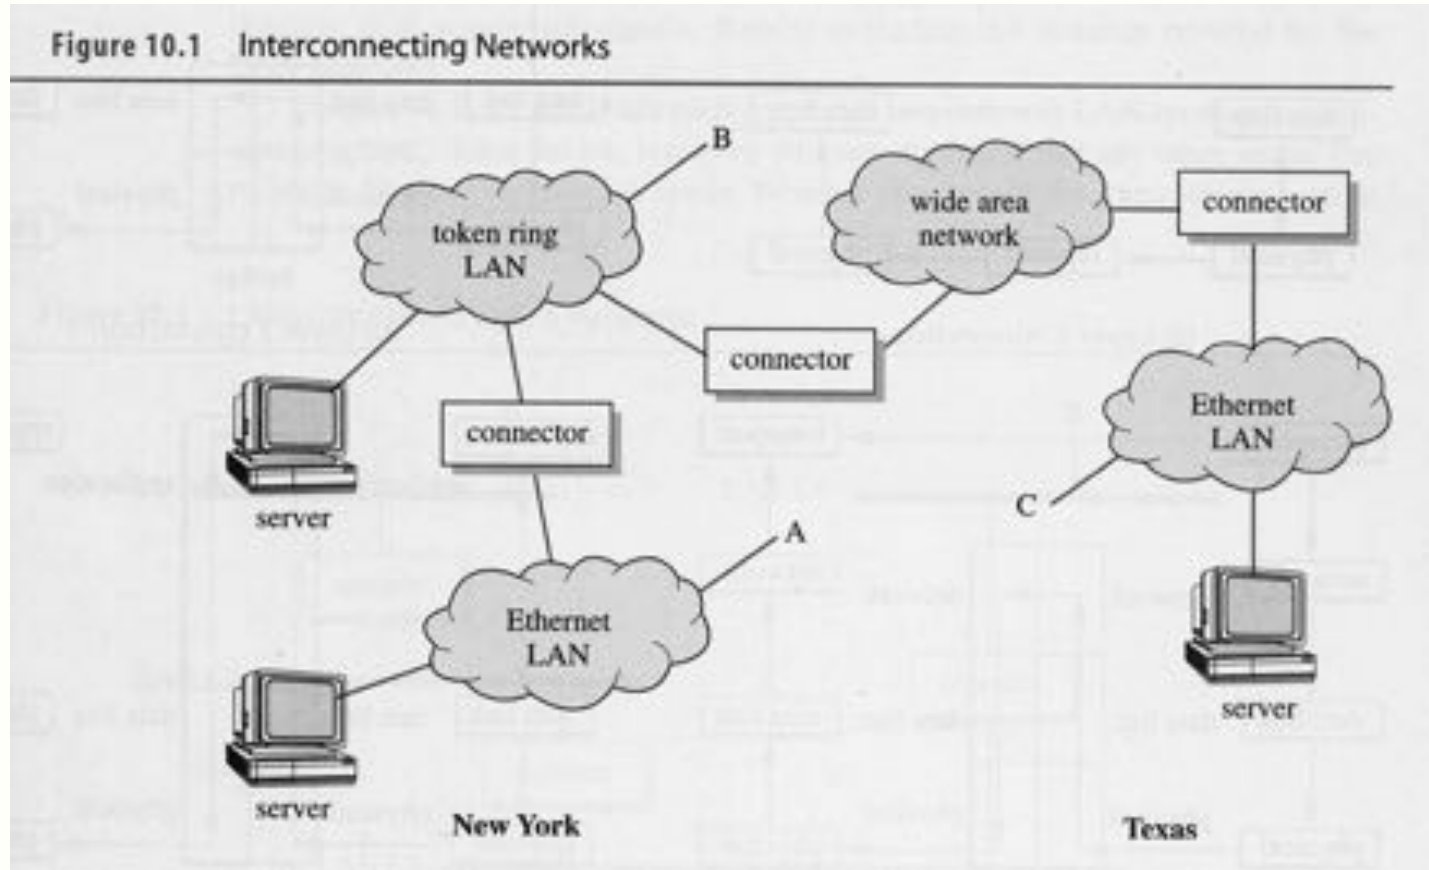 Figure 10.1 Interconnecting Networks
B
token ring
LAN
wide area
network
connector
connector
connector
server
Ethernet
LAN
C
A
Ethernet
LAN
server
server
New York
Texas